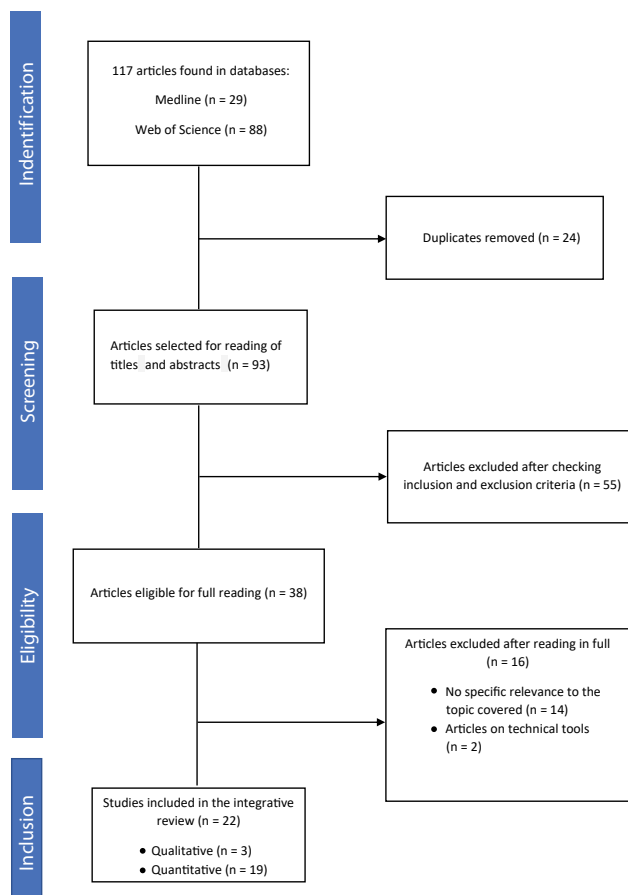 Indentification
117 articles found in databases:
Medline (n = 29)
Web of Science (n = 88)
Duplicates removed (n = 24)
Screening
Articles selected for reading of
titles and abstracts (n = 93)
Articles excluded after checking
inclusion and exclusion criteria (n = 55)
Eligibility
Articles eligible for full reading (n = 38)
Articles excluded after reading in full
(n = 16)
● No specific relevance to the
topic covered (n = 14)
● Articles on technical tools
(n = 2)
Inclusion
Studies included in the integrative
review (n = 22)
● Qualitative (n = 3)
● Quantitative (n = 19)